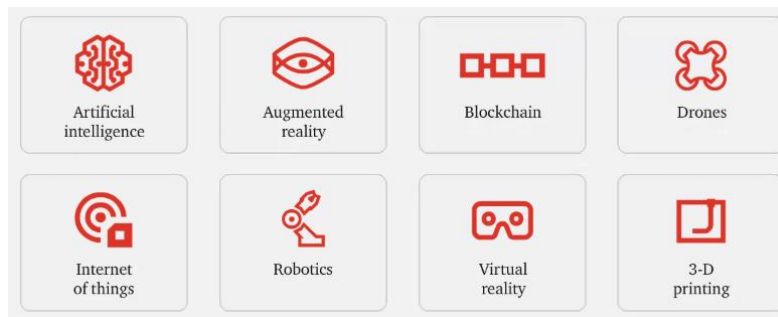 Artificial
intelligence
Augmented
reality
Blockchain
Drones
Internet
of things
Robotics
Virtual
reality
3-D
printing